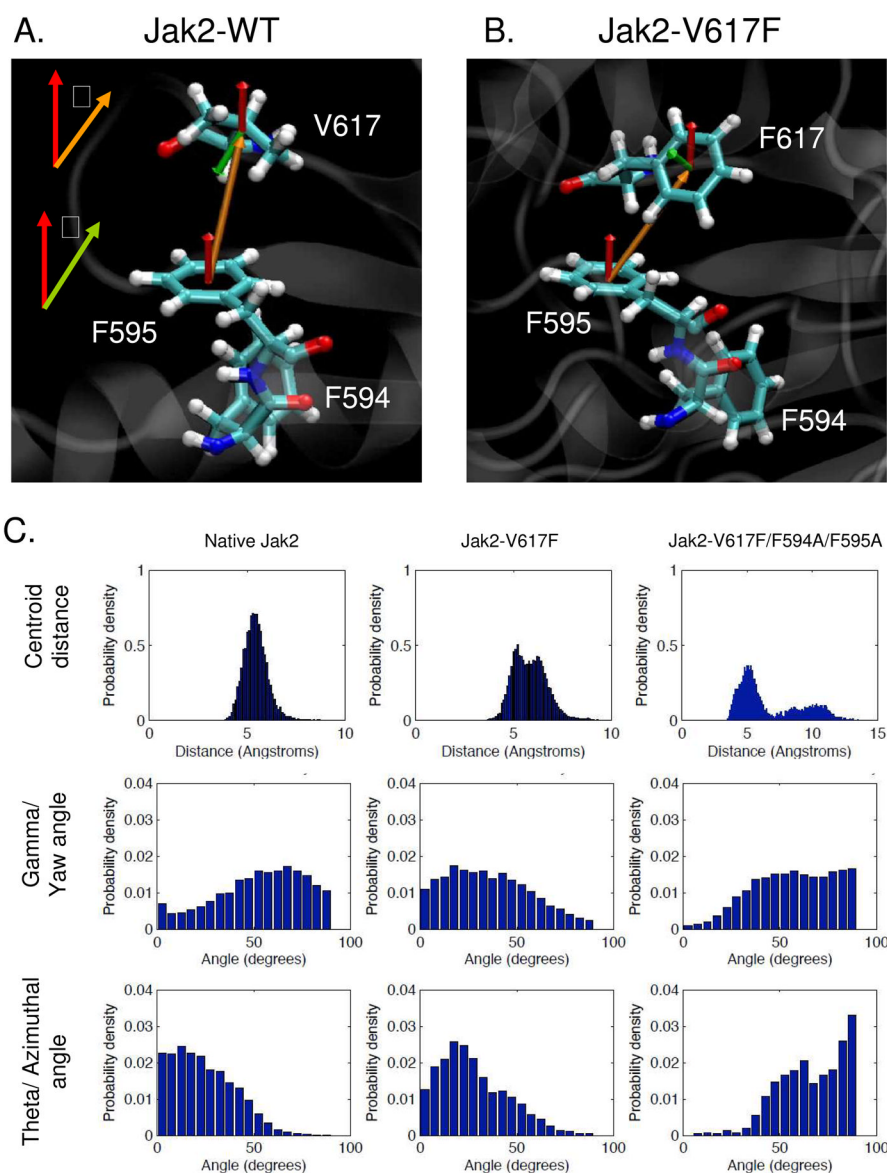 A.
Jak2-WT
B.
Jak2-V617F
V617
F595
F594
F617
F595
F594
C.
Native Jak2
Jak2-V617F
Jak2-V617F/F594A/F595A
Centroid
distance
Probability density
1
0.5
0
0
5
10
Distance (Angstroms)
Probability density
1
0.5
0
0
5
10
Distance (Angstroms)
Probability density
1
0.5
0
0
5
10
15
Distance (Angstroms)
Gamma/
Yaw angle
Probability density
0.04
0.03
0.02
0.01
0
0
50
100
Angle (degrees)
Probability density
0.04
0.03
0.02
0.01
0
0
50
100
Angle (degrees)
Probability density
0.04
0.03
0.02
0.01
0
0
50
100
Angle (degrees)
Theta/ Azimuthal
angle
Probability density
0.04
0.03
0.02
0.01
0
0
50
100
Angle (degrees)
Probability density
0.04
0.03
0.02
0.01
0
0
50
100
Angle (degrees)
Probability density
0.04
0.03
0.02
0.01
0
0
50
100
Angle (degrees)